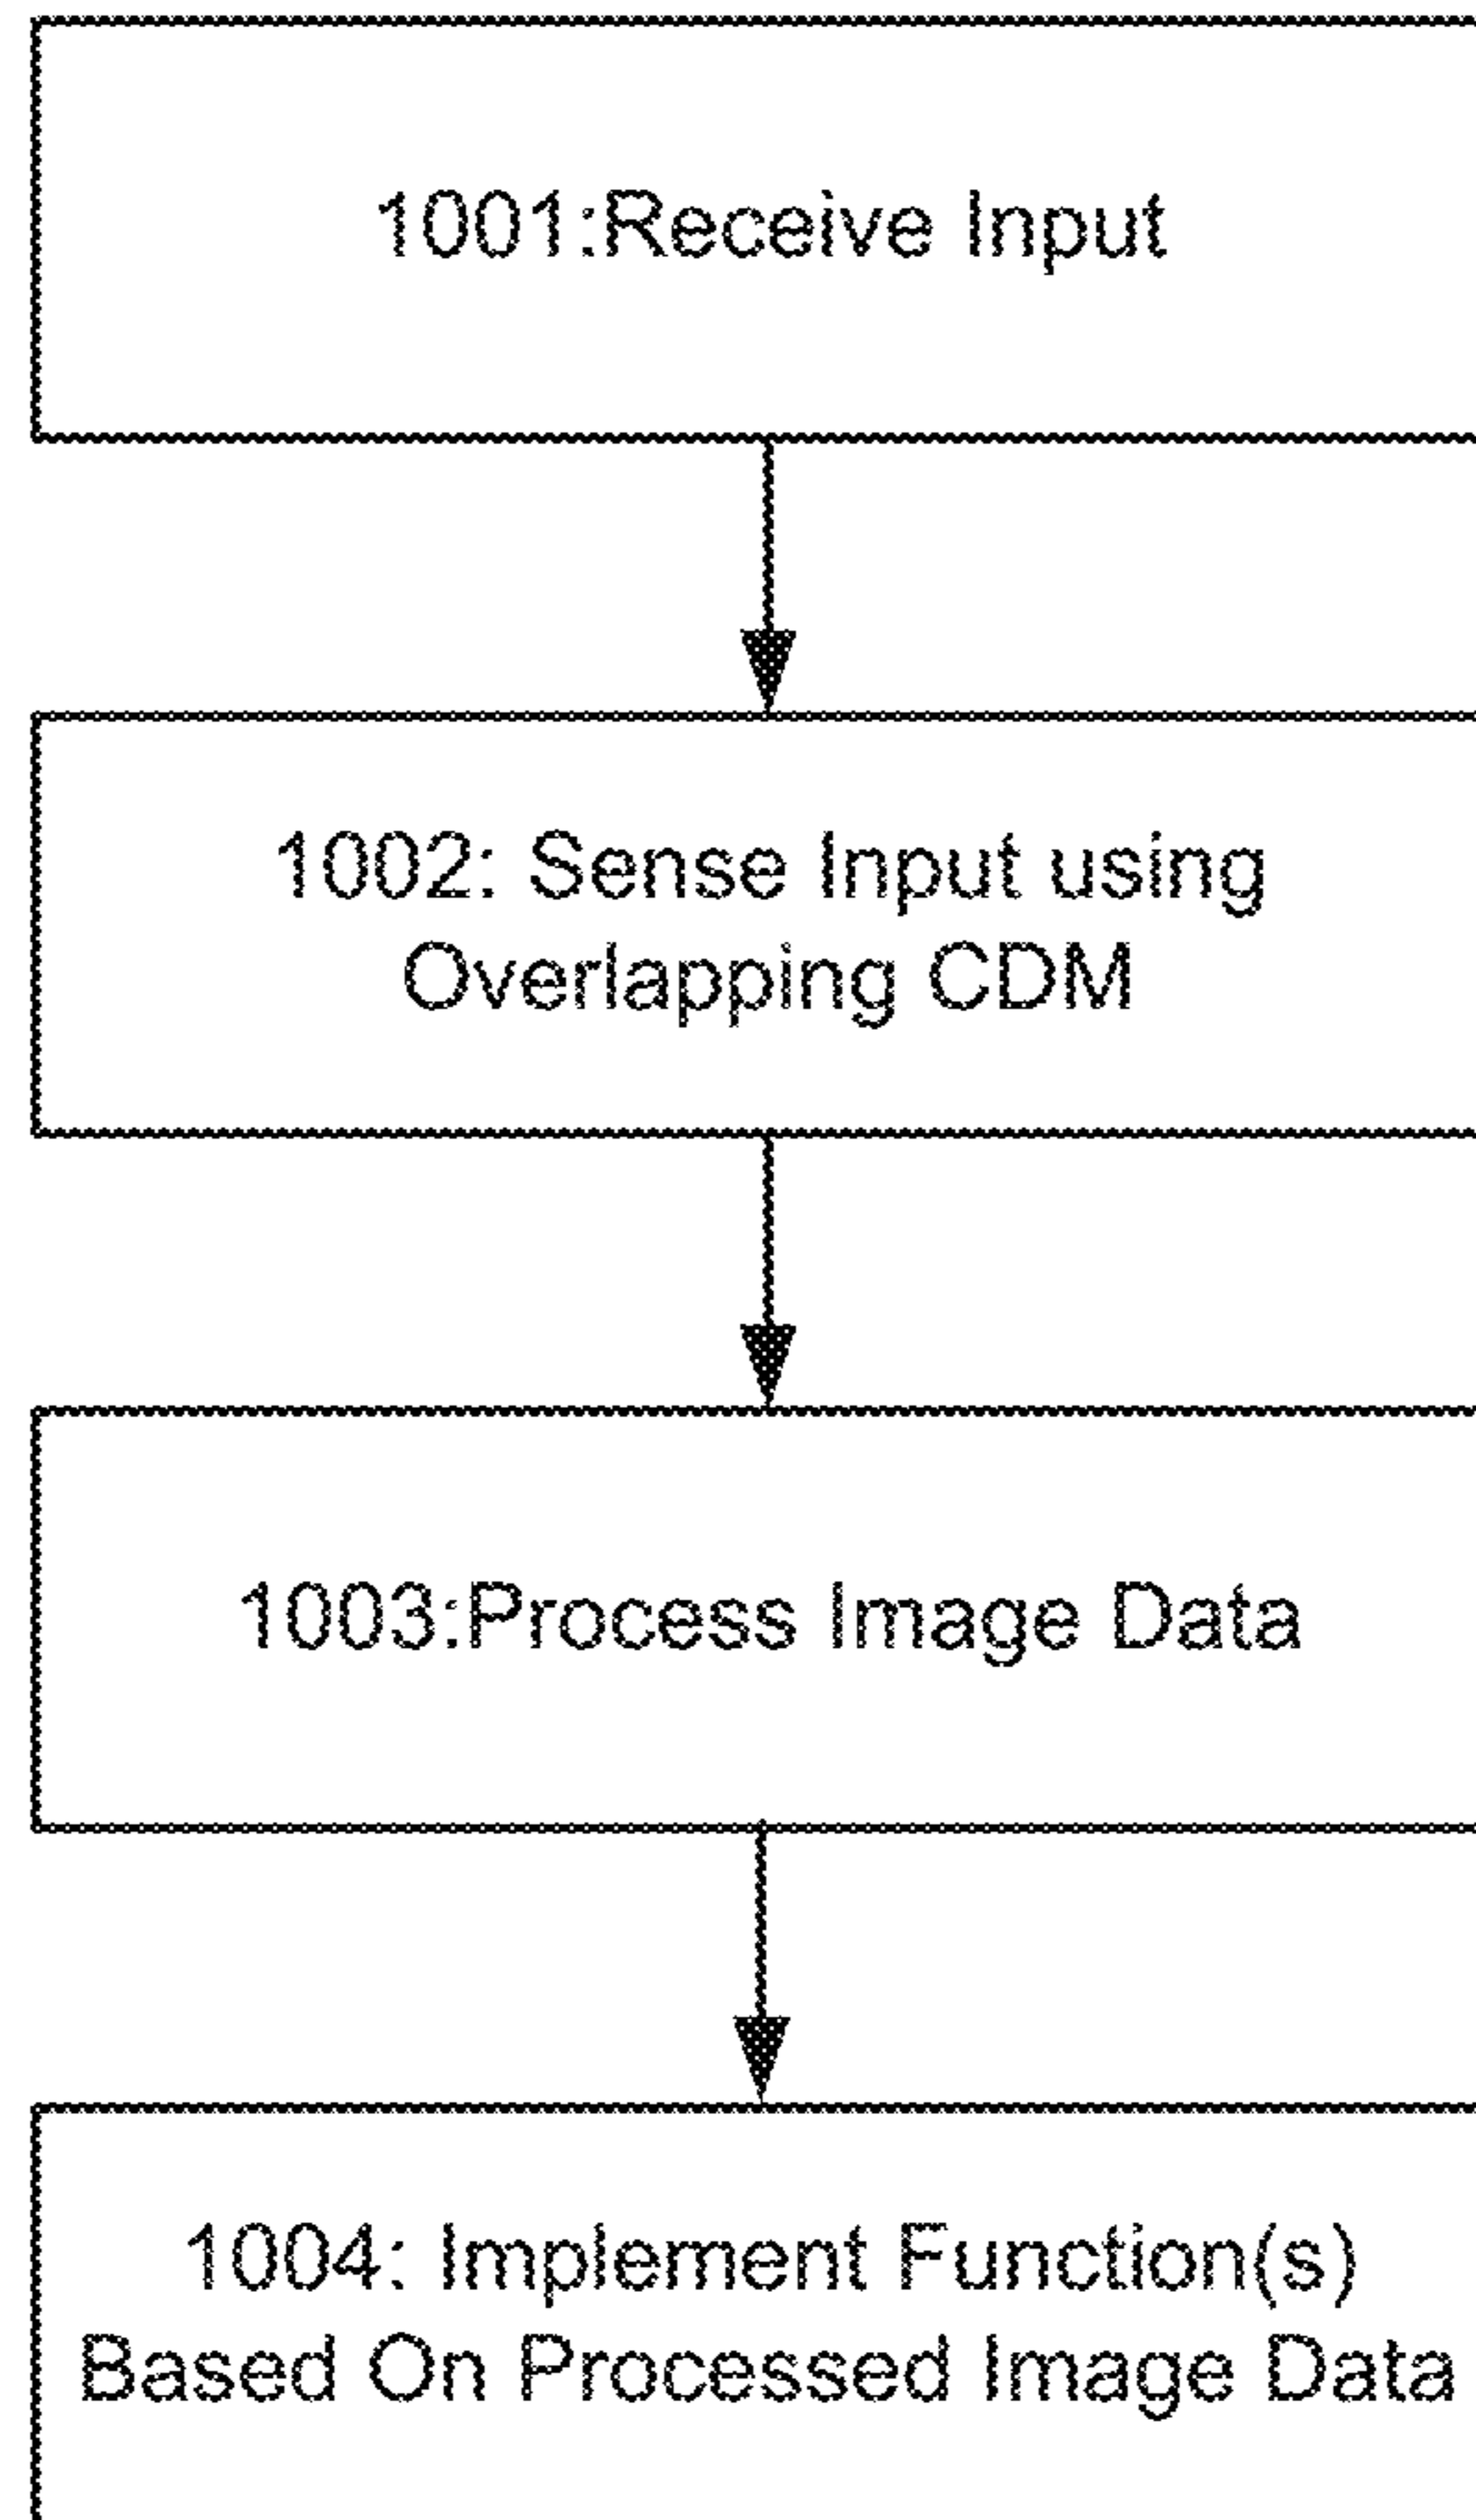 1001:Receive Input
1002: Sense Input using
Overlapping CDM
1003:Process Image Data
1004: Implement Function(s)
Based On Processed Image Data